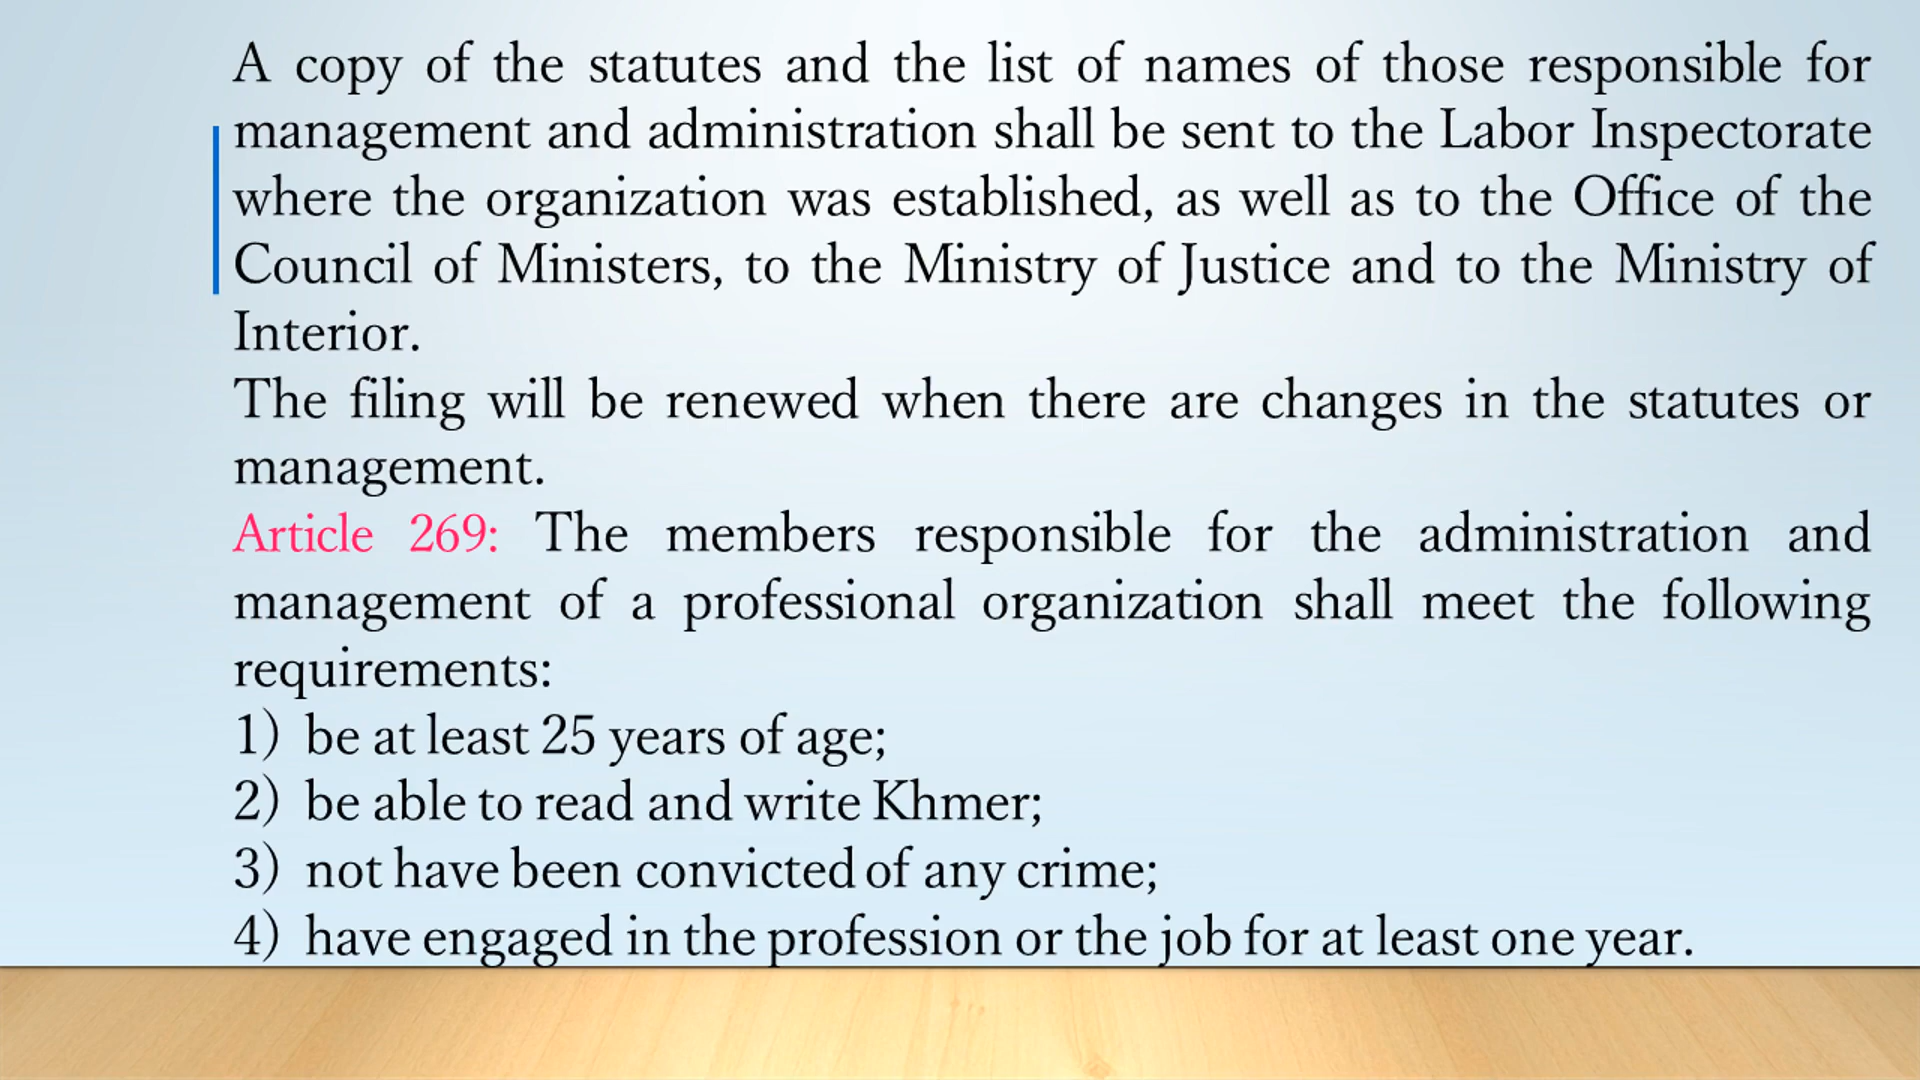 A copy of the statutes and the list of names of those responsible for
management and administration shall be sent to the Labor Inspectorate
where the organization was established, as well as to the Office of the
Council of Ministers, to the Ministry of Justice and to the Ministry of
Interior.
The filing will be renewed when there are changes in the statutes or
management.
Article 269: The members responsible for the administration and
management of a professional organization shall meet the following
requirements:
1) be at least 25 years of age;
2) be able to read and write Khmer;
3) not have been convicted of any crime;
4) have engaged in the profession or the job for at least one year.